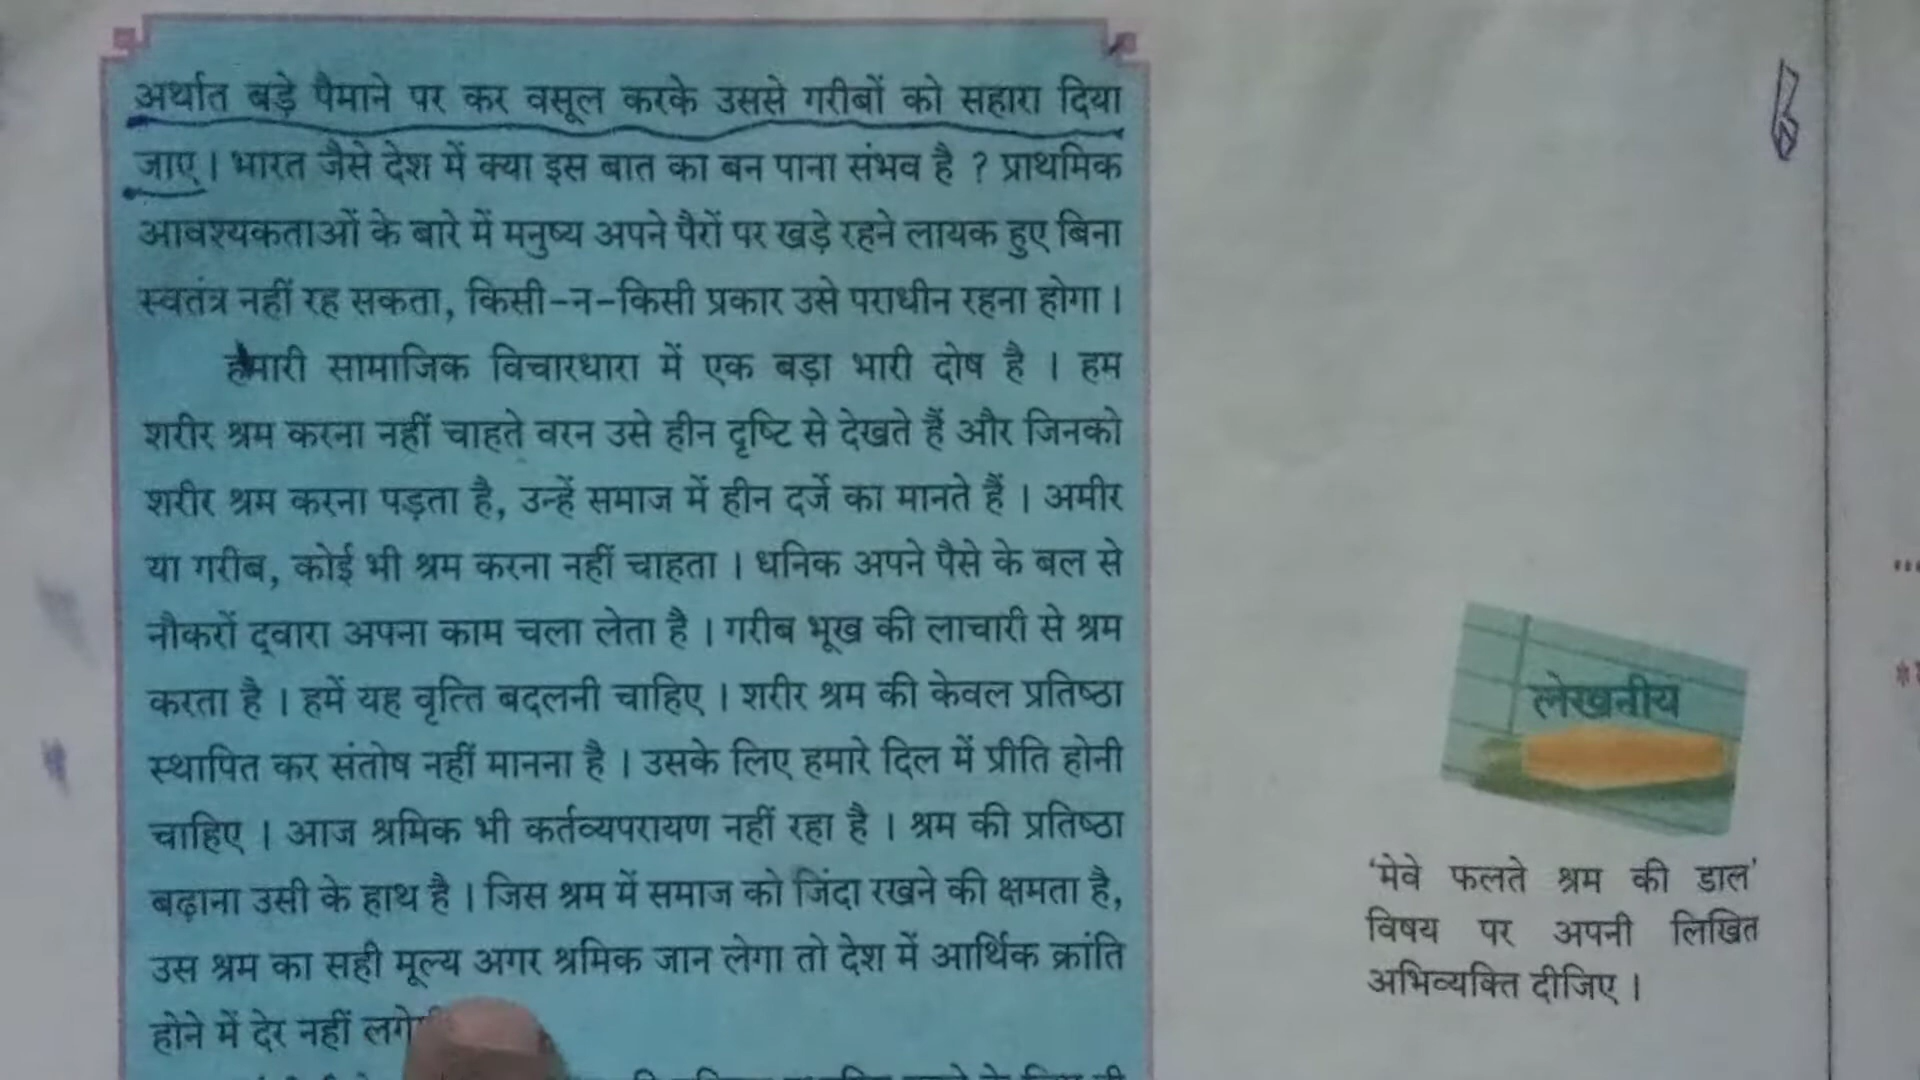 अर्थात बड़े पैमाने पर कर वसूल करके उससे गरीबों को सहारा दिया
जाए । भारत जैसे देश में क्या इस बात का बन पाना संभव है ? प्राथमिक
आवश्यकताओं के बारे में मनुष्य अपने पैरों पर खड़े रहने लायक हुए बिना
स्वतंत्र नहीं रह सकता, किसी-न-किसी प्रकार उसे पराधीन रहना होगा ।
हमारी सामाजिक विचारधारा में एक बड़ा भारी दोष है । हम
शरीर श्रम करना नहीं चाहते वरन उसे हीन दृष्टि से देखते हैं और जिनको
शरीर श्रम करना पड़ता है, उन्हें समाज में हीन दर्जे का मानते हैं । अमीर
या गरीब, कोई भी श्रम करना नहीं चाहता । धनिक अपने पैसे के बल से
नौकरों द्वारा अपना काम चला लेता है । गरीब भूख की लाचारी से श्रम
करता है । हमें यह वृत्ति बदलनी चाहिए । शरीर श्रम की केवल प्रतिष्ठा
स्थापित कर संतोष नहीं मानना है । उसके लिए हमारे दिल में प्रीति होनी
चाहिए । आज श्रमिक भी कर्तव्यपरायण नहीं रहा है । श्रम की प्रतिष्ठा
बढ़ाना उसी के हाथ है । जिस श्रम में समाज को जिंदा रखने की क्षमता है,
उस श्रम का सही मूल्य अगर श्रमिक जान लेगा तो देश में आर्थिक क्रांति
होने में देर नहीं
लेखनीय
'मेवे फलते श्रम की डाल'
विषय पर अपनी लिखित
अभिव्यक्ति दीजिए ।